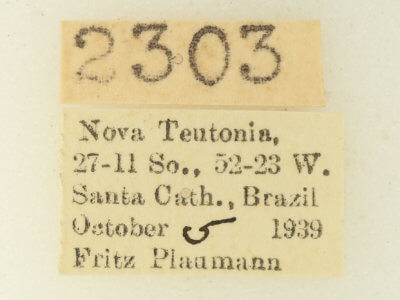 2303
Nova Teutonia,
27-11 So., 52-23 W.
Santa Cath., Brazil
October 5 1939
Fritz Plaumann